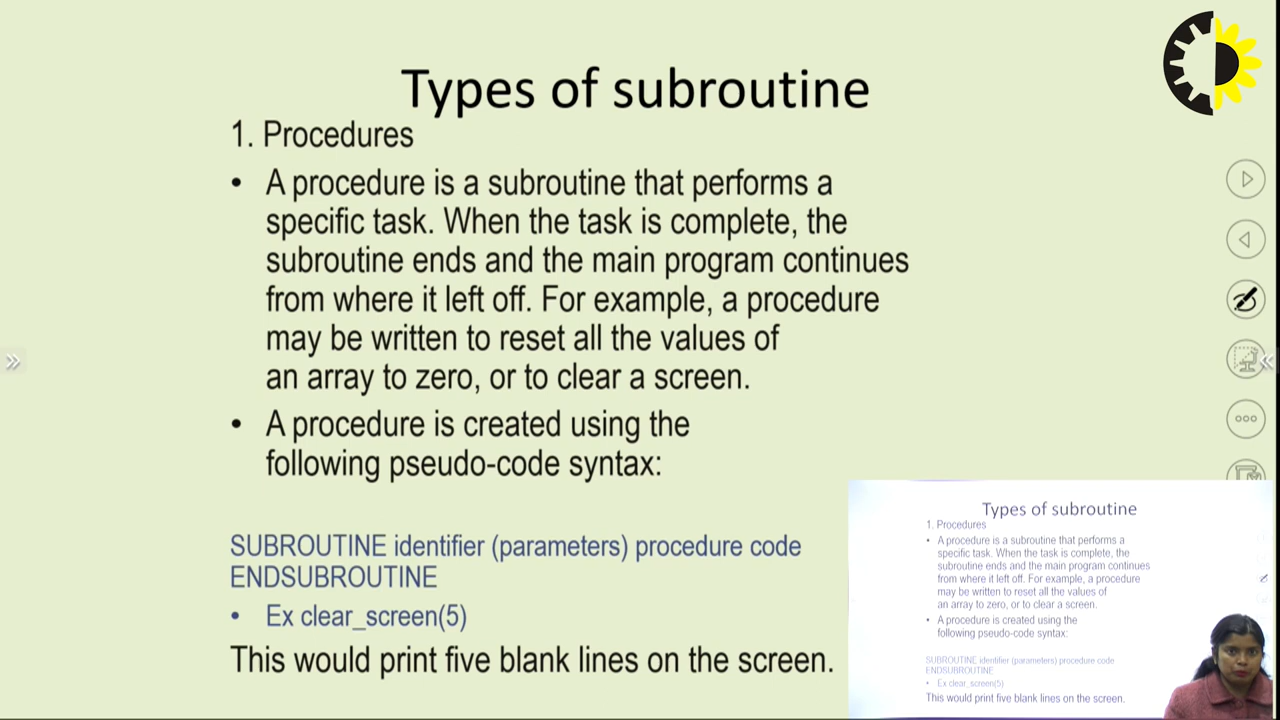 Types of subroutine
1. Procedures
• A procedure is a subroutine that performs a
specific task. When the task is complete, the
subroutine ends and the main program continues
from where it left off. For example, a procedure
may be written to reset all the values of
an array to zero, or to clear a screen.
• A procedure is created using the
following pseudo-code syntax:
SUBROUTINE identifier (parameters) procedure code
ENDSUBROUTINE
• Ex clear_screen(5)
This would print five blank lines on the screen.
Types of subroutine
1. Procedures
• A procedure is a subroutine that performs a
specific task. When the task is complete, the
subroutine ends and the main program continues
from where it left off. For example, a procedure
may be written to reset all the values of
an array to zero, or to clear a screen.
• A procedure is created using the
following pseudo-code syntax:
SUBROUTINE identifier (parameters) procedure code
ENDSUBROUTINE
• Ex clear_screen(5)
This would print five blank lines on the screen.